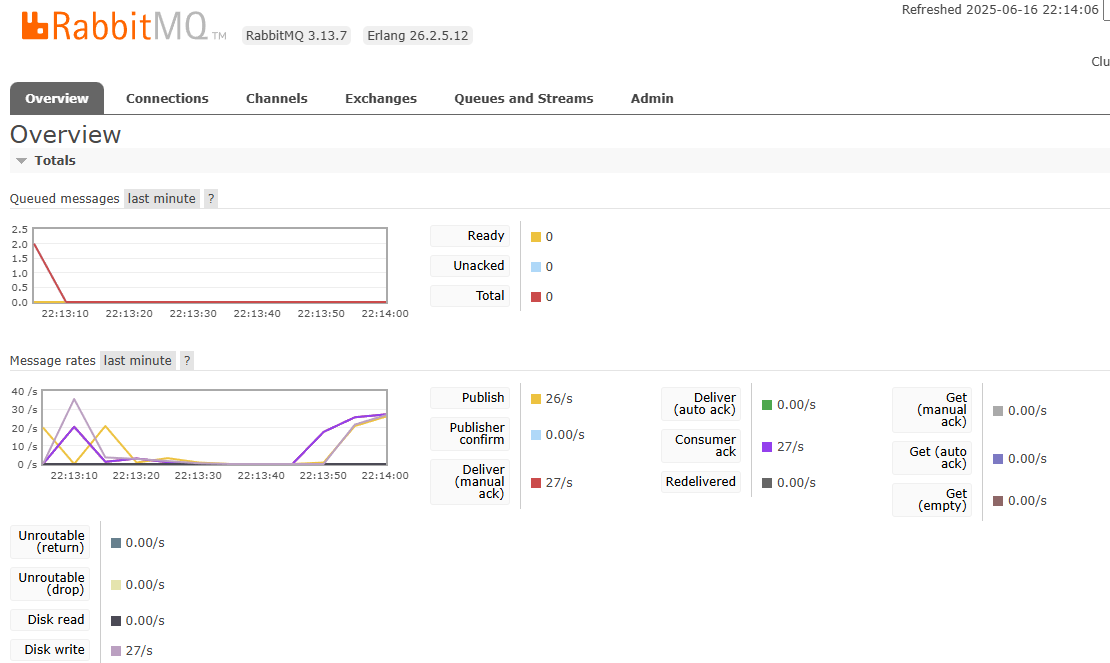 Refreshed 2025-06-16 22:14:06
RabbitMQ TM RabbitMQ 3.13.7 Erlang 26.2.5.12
Clu
Overview Connections Channels Exchanges Queues and Streams Admin
Overview
Totals
Queued messages last minute ?
2.5
2.0
1.5
1.0
0.5
0.0
22:13:10 22:13:20 22:13:30 22:13:40 22:13:50 22:14:00
Ready 0
Unacked 0
Total 0
Message rates last minute ?
40 /s
30 /s
20 /s
10 /s
0 /s
22:13:10 22:13:20 22:13:30 22:13:40 22:13:50 22:14:00
Publish 26/s
Publisher
confirm 0.00/s
Deliver
(manual
ack) 27/s
Deliver
(auto ack) 0.00/s
Consumer
ack 27/s
Redelivered 0.00/s
Get
(manual
ack) 0.00/s
Get (auto
ack) 0.00/s
Get
(empty) 0.00/s
Unroutable
(return) 0.00/s
Unroutable
(drop) 0.00/s
Disk read 0.00/s
Disk write 27/s